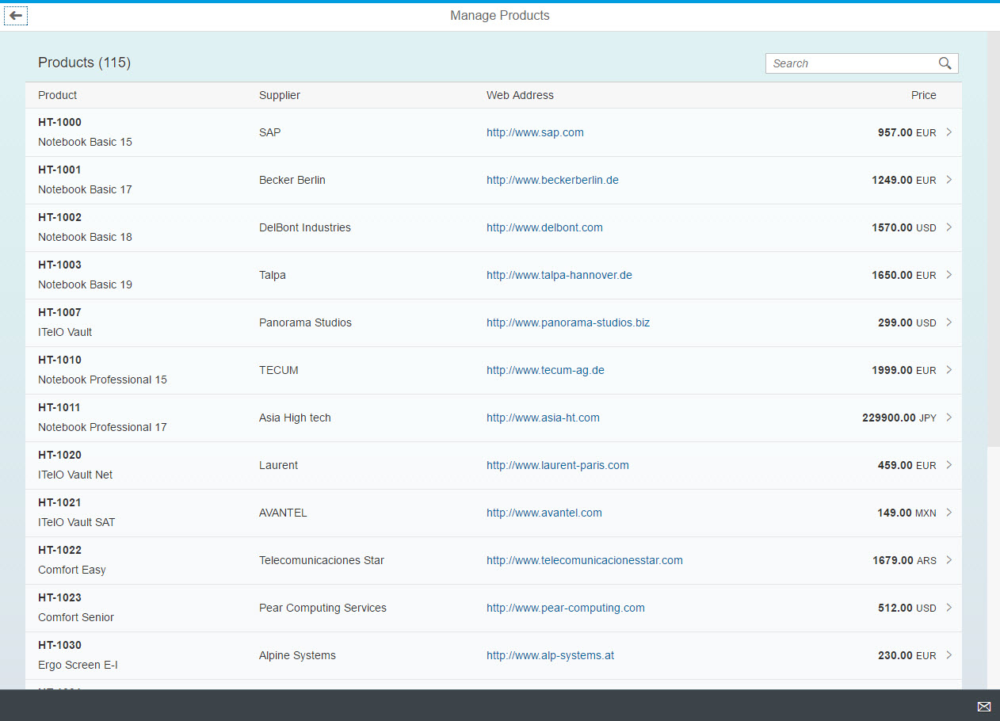 Manage Products
Products (115)
Search
Product Supplier Web Address Price
HT-1000
Notebook Basic 15
SAP
http://www.sap.com
957.00 EUR
HT-1001
Notebook Basic 17
Becker Berlin
http://www.beckerberlin.de
1249.00 EUR
HT-1002
Notebook Basic 18
DelBont Industries
http://www.delbont.com
1570.00 USD
HT-1003
Notebook Basic 19
Talpa
http://www.talpa-hannover.de
1650.00 EUR
HT-1007
ITelO Vault
Panorama Studios
http://www.panorama-studios.biz
299.00 USD
HT-1010
Notebook Professional 15
TECUM
http://www.tecum-ag.de
1999.00 EUR
HT-1011
Notebook Professional 17
Asia High tech
http://www.asia-ht.com
229900.00 JPY
HT-1020
ITelO Vault Net
Laurent
http://www.laurent-paris.com
459.00 EUR
HT-1021
ITelO Vault SAT
AVANTEL
http://www.avantel.com
149.00 MXN
HT-1022
Comfort Easy
Telecomunicaciones Star
http://www.telecomunicacionesstar.com
1679.00 ARS
HT-1023
Comfort Senior
Pear Computing Services
http://www.pear-computing.com
512.00 USD
HT-1030
Ergo Screen E-I
Alpine Systems
http://www.alp-systems.at
230.00 EUR